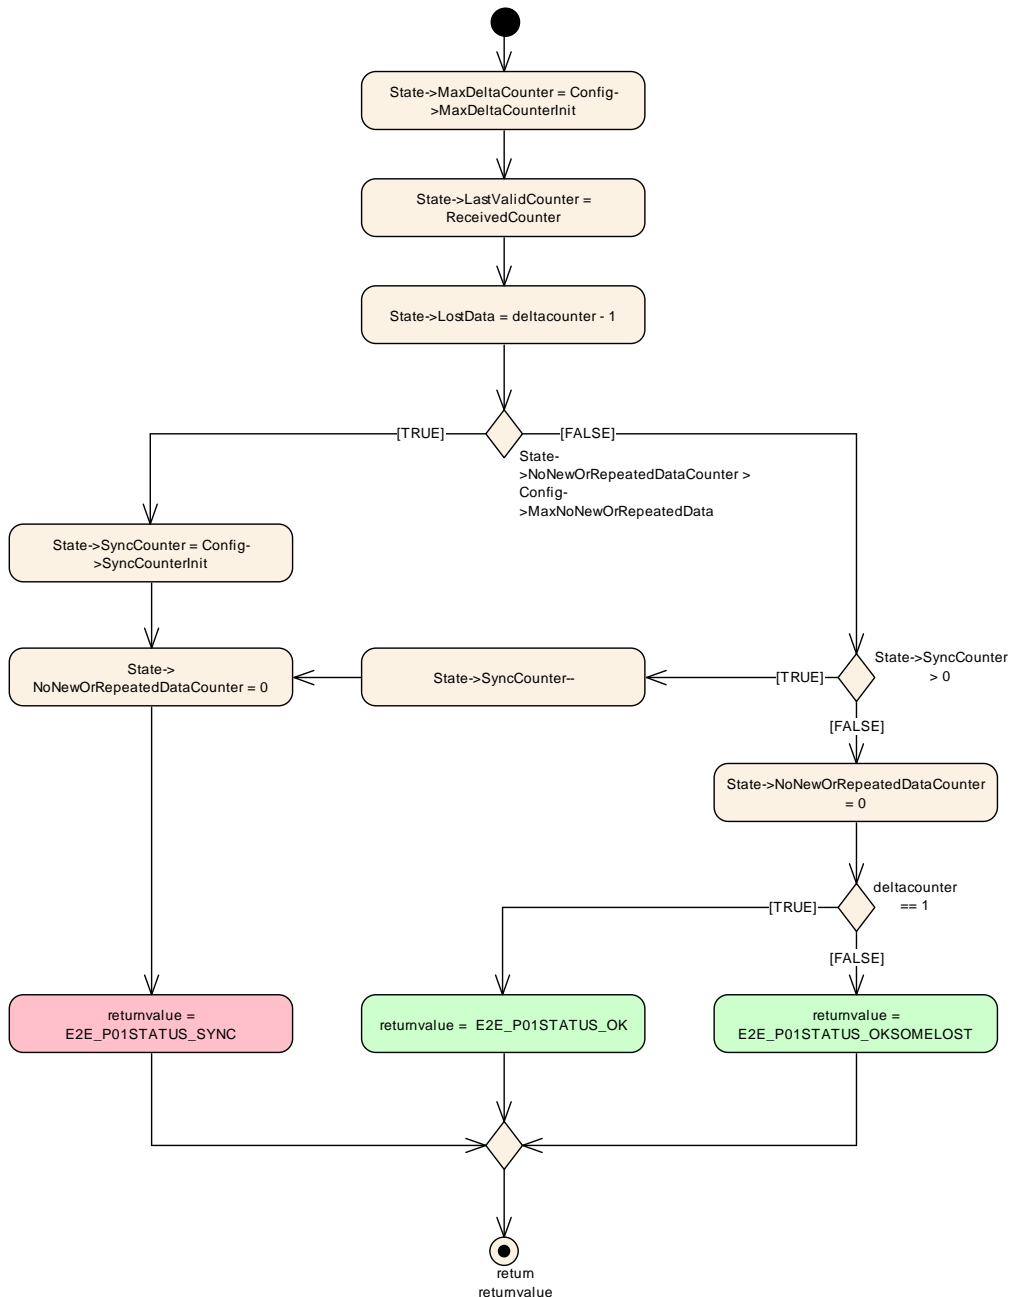 State->MaxDeltaCounter = Config-
>MaxDeltaCounterInit
State->LastValidCounter =
ReceivedCounter
State->LostData = deltacounter - 1
[TRUE]
[FALSE]
State-
>NoNewOrRepeatedDataCounter >
Config-
>MaxNoNewOrRepeatedData
State->SyncCounter = Config-
>SyncCounterInit
State->
NoNewOrRepeatedDataCounter = 0
State->SyncCounter--
[TRUE]
State->SyncCounter
> 0
[FALSE]
State->NoNewOrRepeatedDataCounter
= 0
[TRUE]
deltacounter
== 1
[FALSE]
returnvalue =
E2E_P01STATUS_SYNC
returnvalue =  E2E_P01STATUS_OK
returnvalue =
E2E_P01STATUS_OKSOMELOST
return
returnvalue